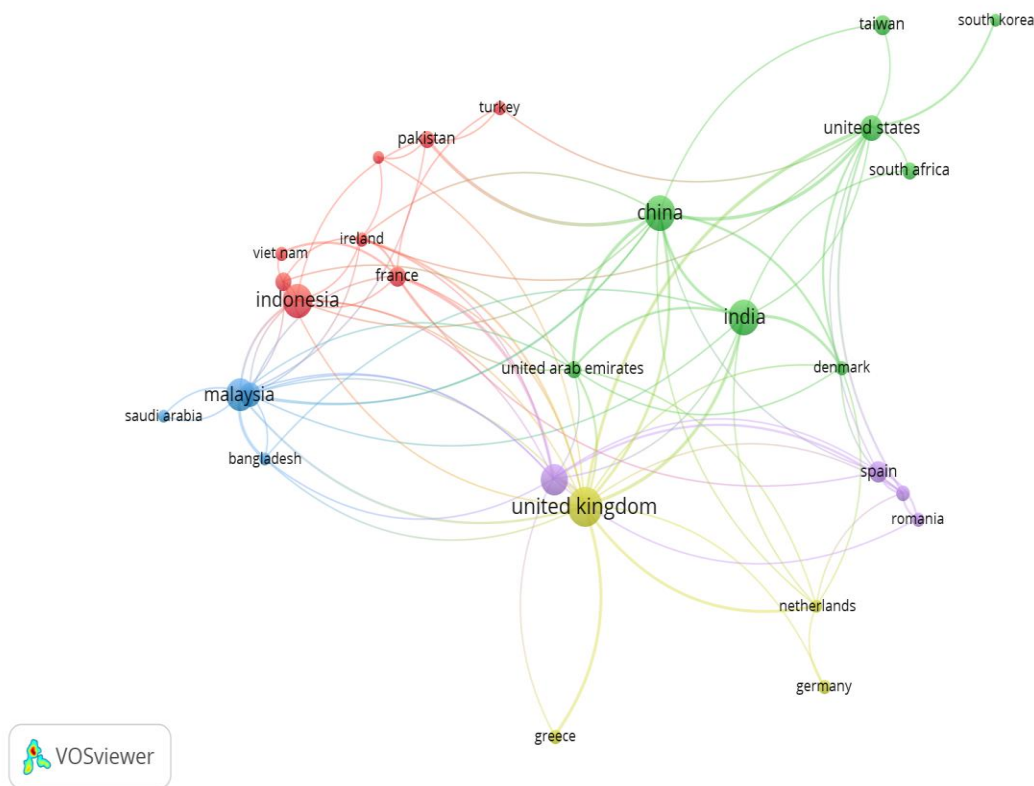 south korea
taiwan
turkey
united states
pakistan
south africa
china
ireland
viet nam
france
indonesia
india
united arab emirates
denmark
malaysia
saudi arabia
bangladesh
spain
united kingdom
romania
netherlands
germany
greece
VOSviewer